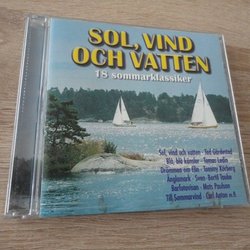 SOL, VIND
OCH VATTEN
18 sommarklassiker
Sol, vind och vatten - Ted Gärdestad
Blå, blå känslor - Tomas Ledin
Drömmen om Elin - Tommy Körberg
Änglamark - Sven-Bertil Taube
Barfotavisan - Mats Paulson
Till Sommarvind - Carl Anton m.fl